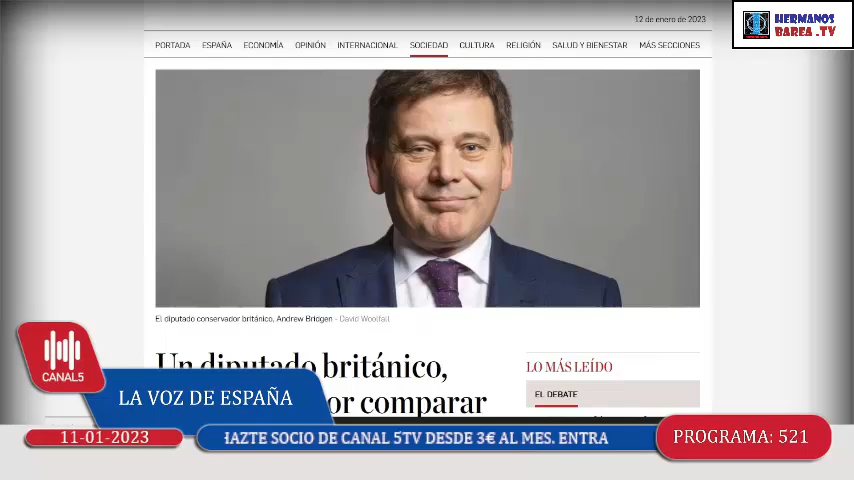 12 de enero de 2023
HERMANOS
BAREA .TV
PORTADA ESPAÑA ECONOMÍA OPINIÓN INTERNACIONAL SOCIEDAD CULTURA RELIGIÓN SALUD Y BIENESTAR MÁS SECCIONES
El diputado conservador británico, Andrew Bridgen - David Woolfall
Un diputado británico,
or comparar
LO MÁS LEÍDO
EL DEBATE
CANAL5
LA VOZ DE ESPAÑA
11-01-2023
HAZTE SOCIO DE CANAL 5TV DESDE 3€ AL MES. ENTRA
PROGRAMA: 521